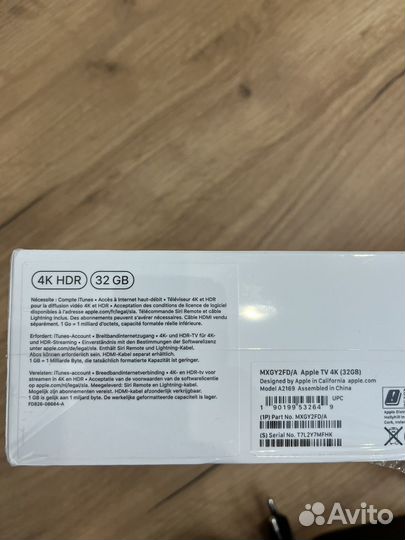 4K HDR 32 GB
Nécessite : Compte iTunes • Accès à Internet haut-débit • Téléviseur 4K et HDR
pour la diffusion vidéo 4K et HDR • Acceptation des conditions de licence de logiciel
disponibles à l'adresse apple.com/fr/legal/sla. Télécommande Siri Remote et câble
Lightning inclus. Des abonnements peuvent s'avérer nécessaires. Câble HDMI vendu
séparément. 1 Go = 1 milliard d'octets, capacité formatée réelle inférieure.
Erfordert: iTunes-Account • Breitbandinternetzugang • 4K- und HDR-TV für 4K-
und HDR-Streaming. • Einverständnis mit den Bestimmungen der Softwarelizenz
unter apple.com/de/legal/sla. Enthält Siri Remote und Lightning-Kabel.
Abos können erforderlich sein. HDMI-Kabel separat erhältlich.
1 GB = 1 Milliarde Byte, die tatsächlich formatierte Kapazität ist geringer.
Vereisten: iTunes-account •
Breedbandinternetverbinding • 4K- en HDR-tv voor
streamen in 4K en HDR • Acceptatie van de softwarelicentie
op apple.com/nl/legal/sla. Meegeleverd: Siri Remote en Lightning-kabel.
Abonnementen mogelijk vereist. HDMI-kabel afzonderlijk verkrijgbaar.
1 GB is gelijk aan 1 miljard byte. De werkelijke geformatteerde capaciteit is lager.
MXGY2FD/A Apple TV 4K (32GB)
Designed by Apple in California apple.com
Model A2169 Assembled in China
UPC
1 90199 53264 9
(1P) Part No. MXGY2FD/A
(S) Serial No. T7L2Y7MFHK
Avito